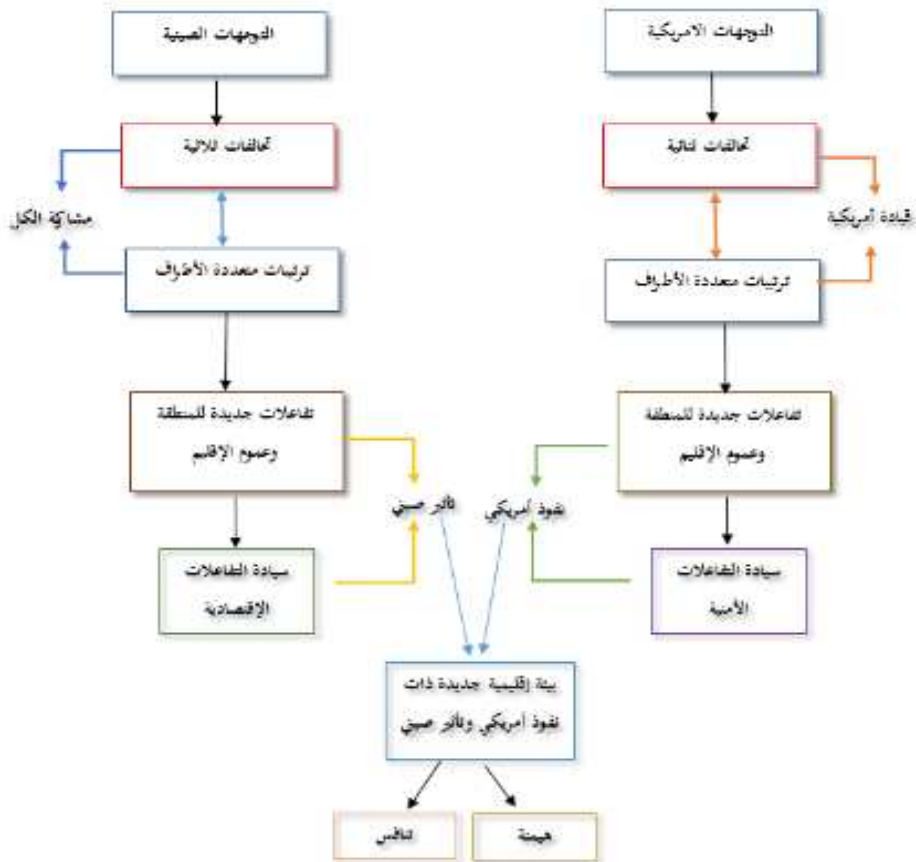 التوجهات الامريكية
التوجهات الصينية
تحالفات ثنائية
تحالفات ثلاثية
قيادة أمريكية
مشاركة الكل
ترتيبات متعددة الأطراف
ترتيبات متعددة الأطراف
تفاعلات جديدة للمنطقة
وعموم الإقليم
تفاعلات جديدة للمنطقة
وعموم الإقليم
نفوذ أمريكي
تأثير صيني
سيادة التفاعلات
الأمنية
سيادة التفاعلات
الإقتصادية
بيئة إقليمية جديدة ذات
نفوذ أمريكي وتأثير صيني
هيمنة
تنافس